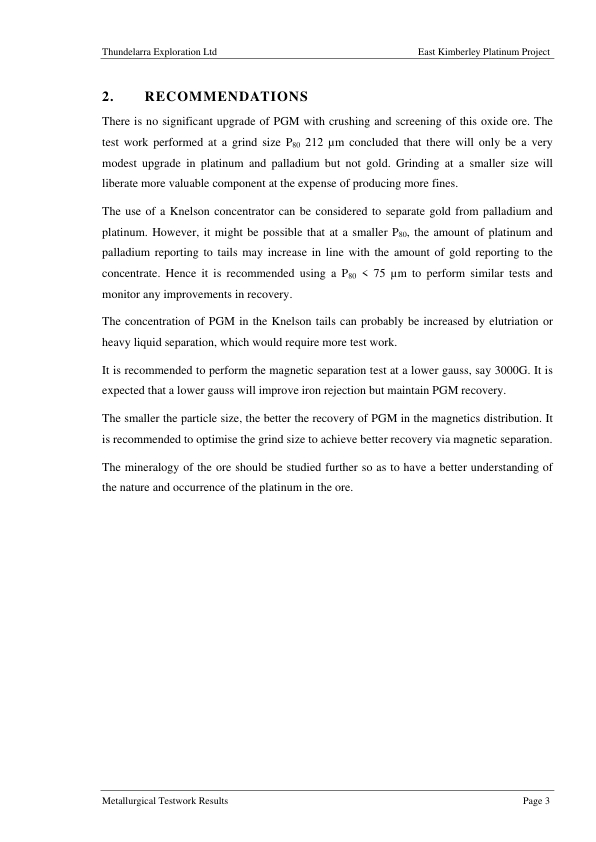 Thundelarra Exploration Ltd East Kimberley Platinum Project
2. RECOMMENDATIONS
There is no significant upgrade of PGM with crushing and screening of this oxide ore. The
test work performed at a grind size P80 212 µm concluded that there will only be a very
modest upgrade in platinum and palladium but not gold. Grinding at a smaller size will
liberate more valuable component at the expense of producing more fines.
The use of a Knelson concentrator can be considered to separate gold from palladium and
platinum. However, it might be possible that at a smaller P80, the amount of platinum and
palladium reporting to tails may increase in line with the amount of gold reporting to the
concentrate. Hence it is recommended using a P80 < 75 µm to perform similar tests and
monitor any improvements in recovery.
The concentration of PGM in the Knelson tails can probably be increased by elutriation or
heavy liquid separation, which would require more test work.
It is recommended to perform the magnetic separation test at a lower gauss, say 3000G. It is
expected that a lower gauss will improve iron rejection but maintain PGM recovery.
The smaller the particle size, the better the recovery of PGM in the magnetics distribution. It
is recommended to optimise the grind size to achieve better recovery via magnetic separation.
The mineralogy of the ore should be studied further so as to have a better understanding of
the nature and occurrence of the platinum in the ore.
Metallurgical Testwork Results Page 3